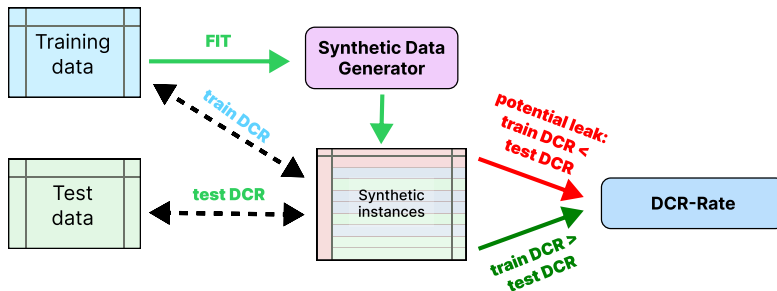 Training
data
FIT
Synthetic Data
Generator
train DCR
potential leak:
train DCR <
test DCR
Test
data
test DCR
Synthetic
instances
DCR-Rate
train DCR >
test DCR